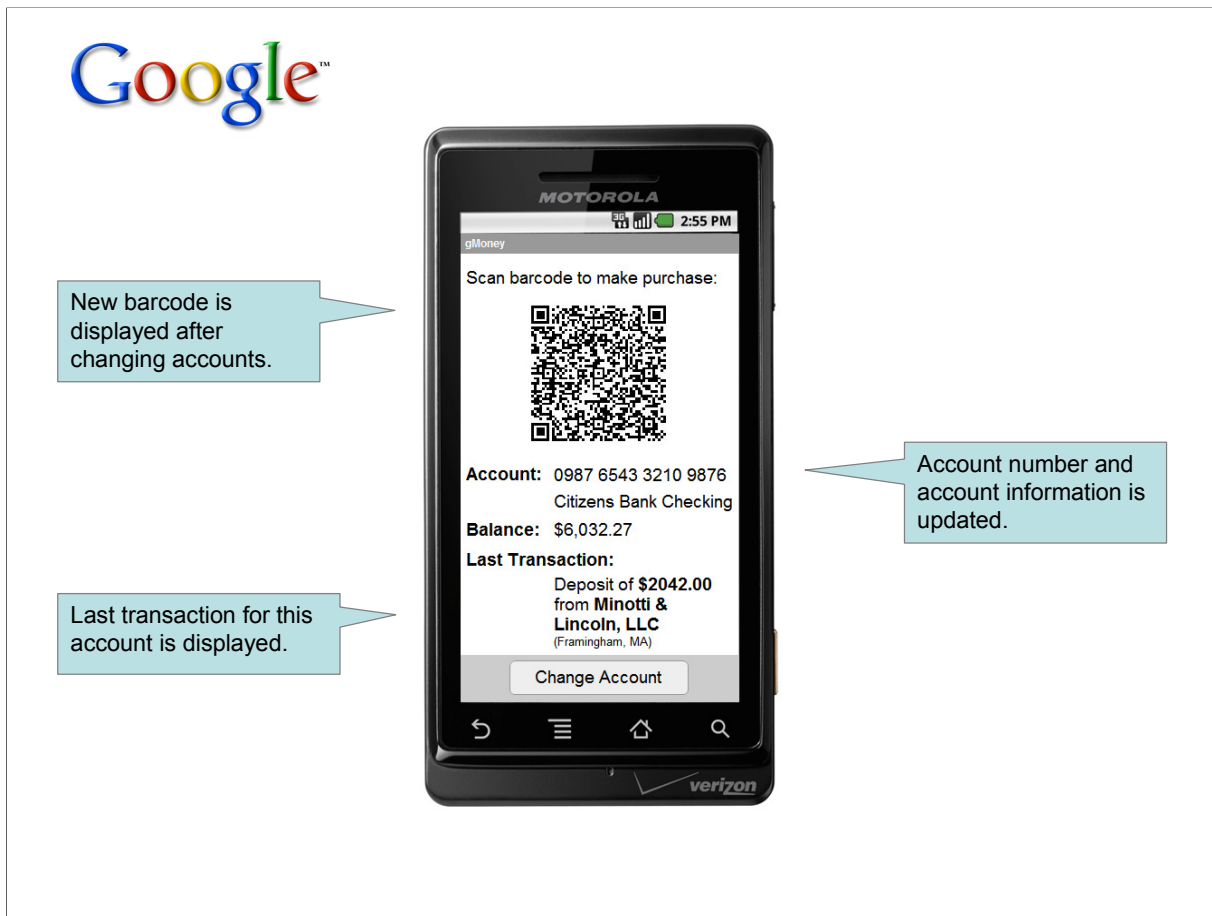 Google™
MOTOROLA
3G
2:55 PM
gMoney
Scan barcode to make purchase:
New barcode is
displayed after
changing accounts.
Account: 0987 6543 3210 9876
Citizens Bank Checking
Balance: $6,032.27
Last Transaction:
Deposit of $2042.00
from Minotti &
Lincoln, LLC
(Framingham, MA)
Account number and
account information is
updated.
Last transaction for this
account is displayed.
Change Account
verizon